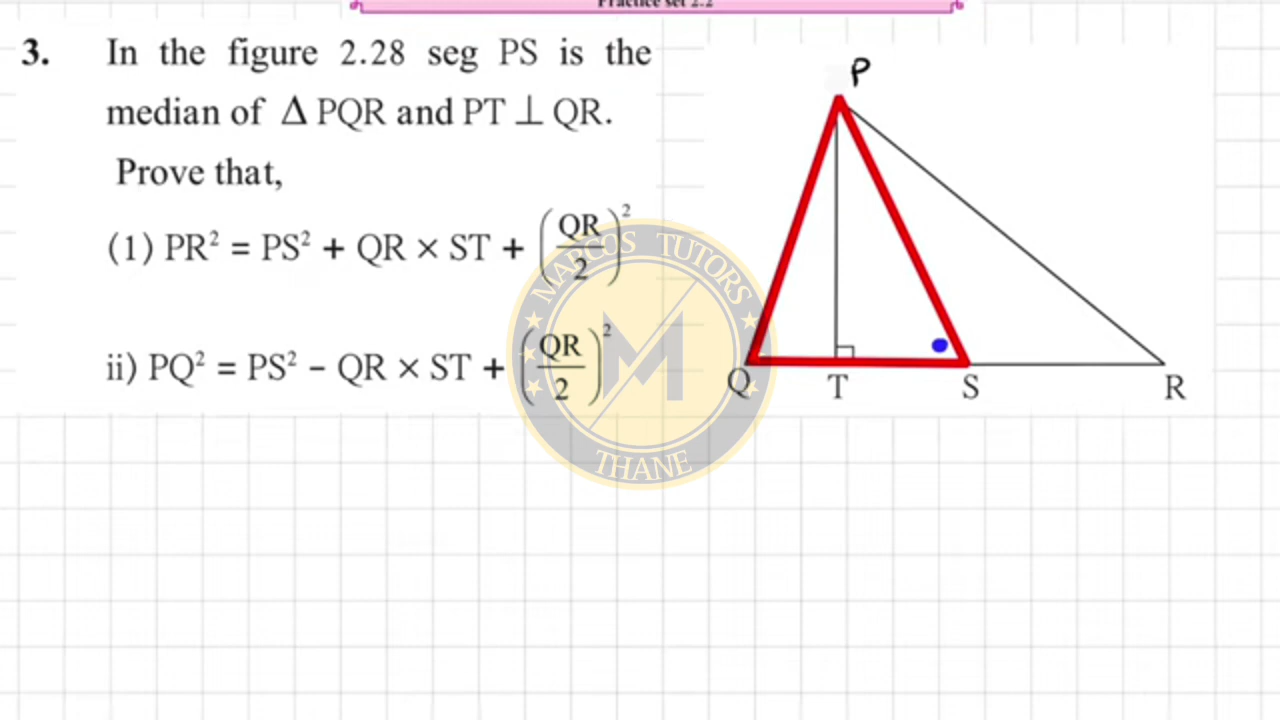 Practice set 2.2
3. In the figure 2.28 seg PS is the
median of Δ PQR and PT ⊥ QR.
Prove that,
(1) PR² = PS² + QR × ST + (QR/2)²
ii) PQ² = PS² - QR × ST + (QR/2)²
P
Q T S R
MARCOS TUTORS
M
THANE